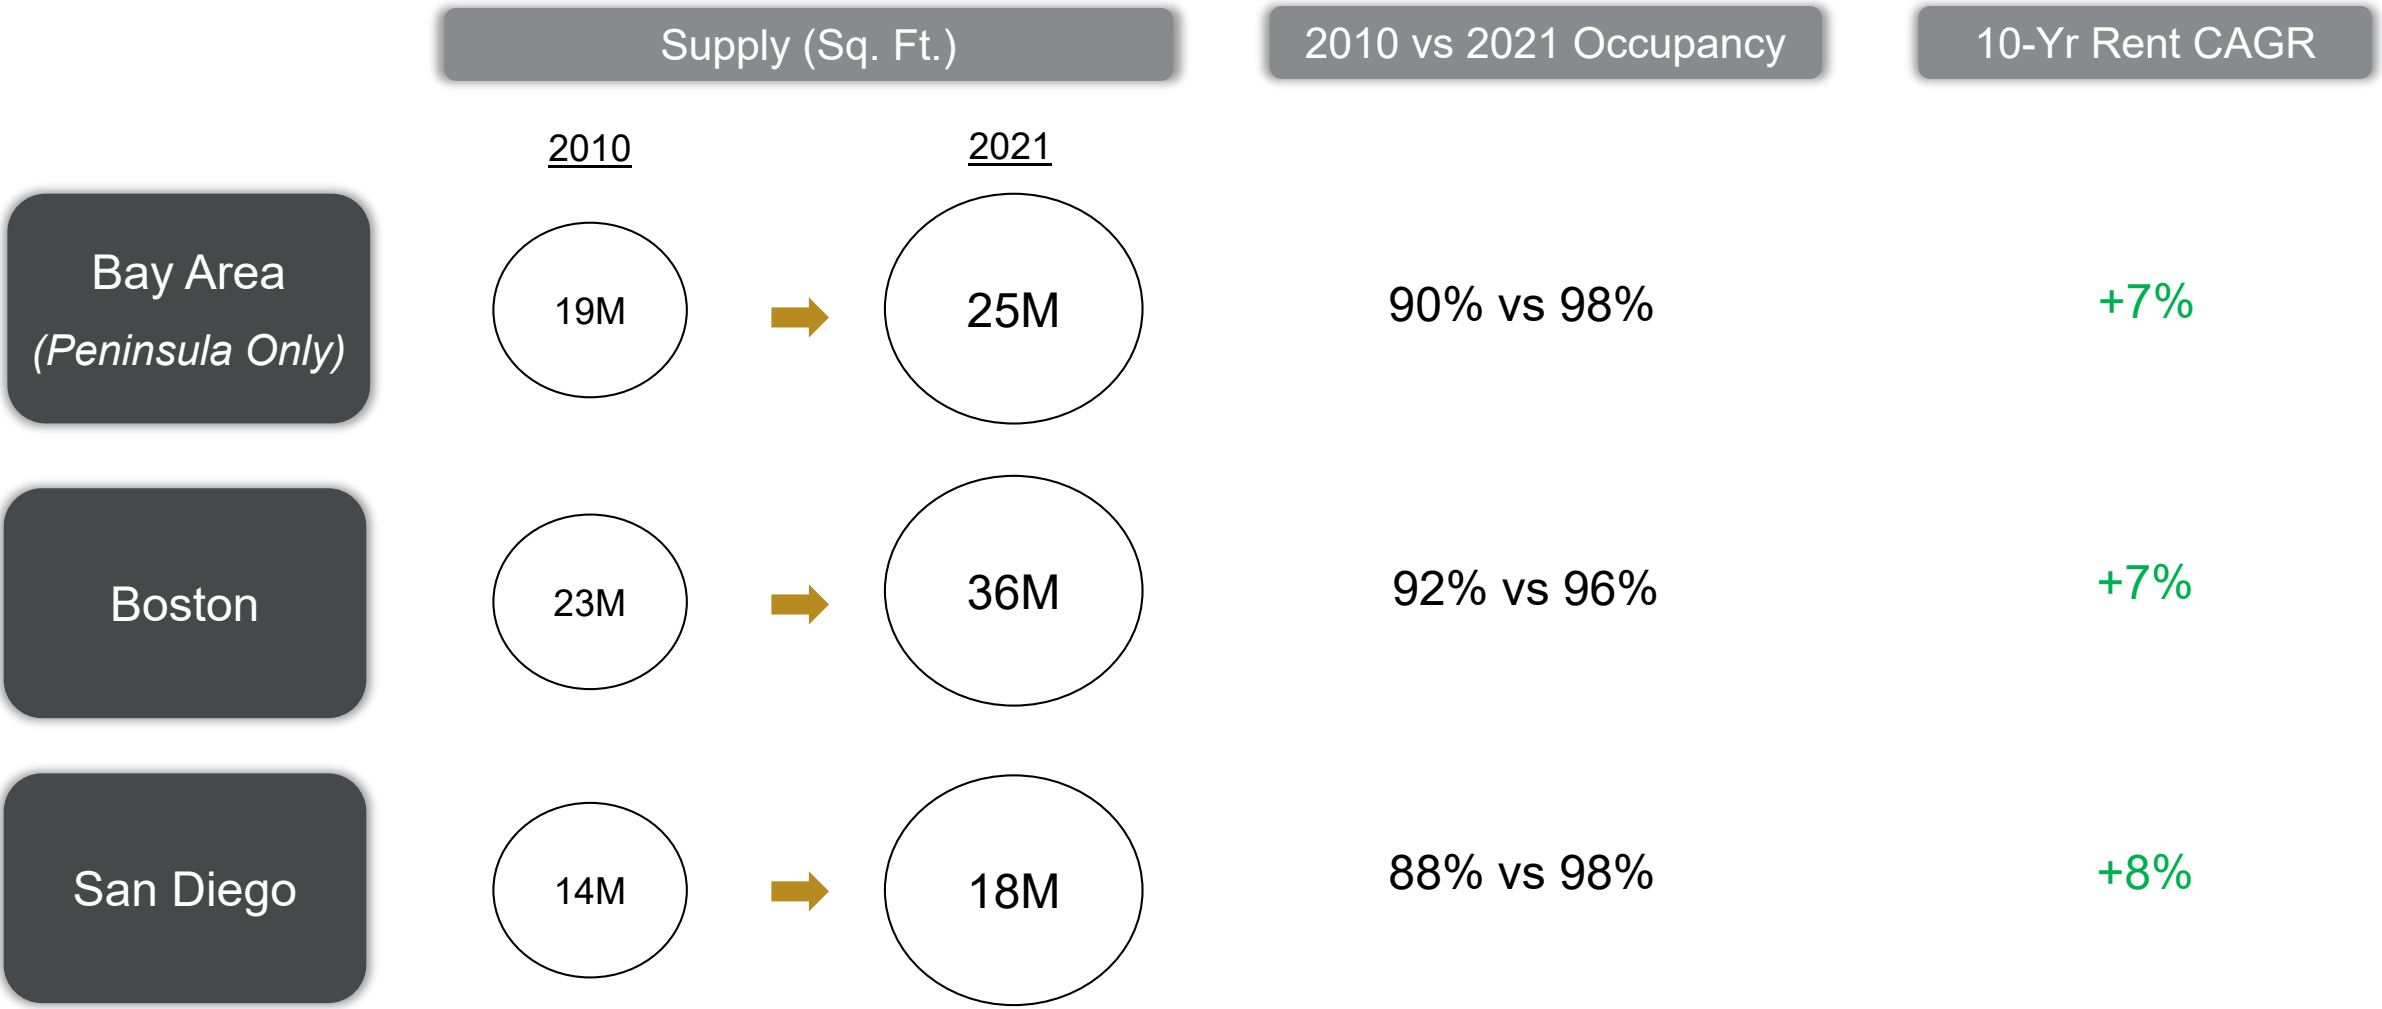 Supply (Sq. Ft.)
2010 vs 2021 Occupancy
10-Yr Rent CAGR
2010
2021
Bay Area
(Peninsula Only)
19M
25M
90% vs 98%
+7%
Boston
23M
36M
92% vs 96%
+7%
San Diego
14M
18M
88% vs 98%
+8%